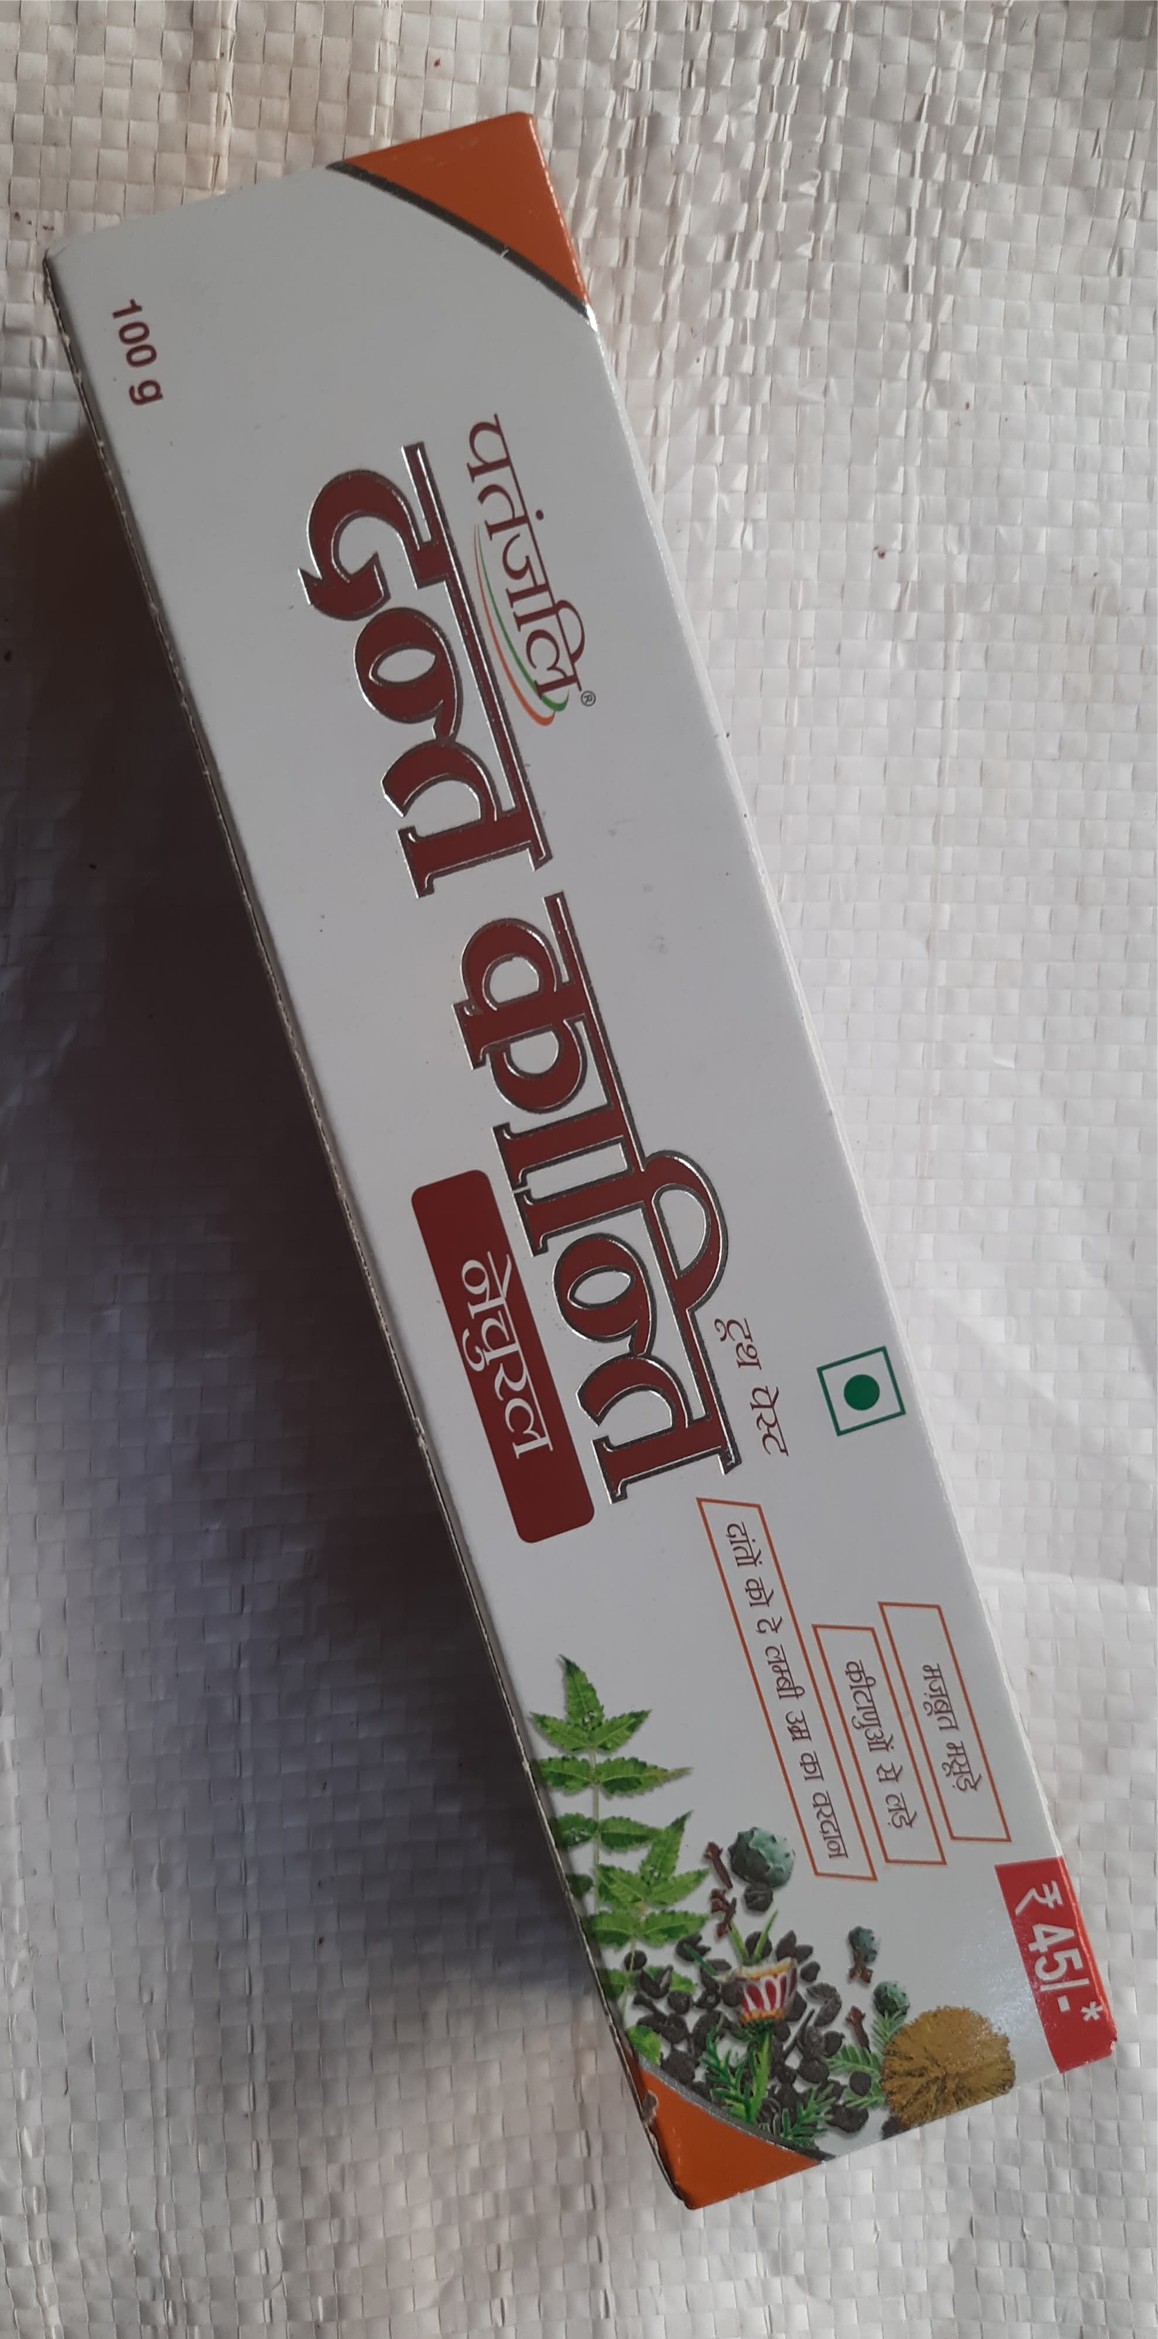 पतंजलि®
दन्त कान्ति
नेचुरल
टूथ पेस्ट
मजबूत मसूड़े
कीटाणुओं से लड़े
दांतों को दे लम्बी उम्र का वरदान
₹ 45/-*
100 g